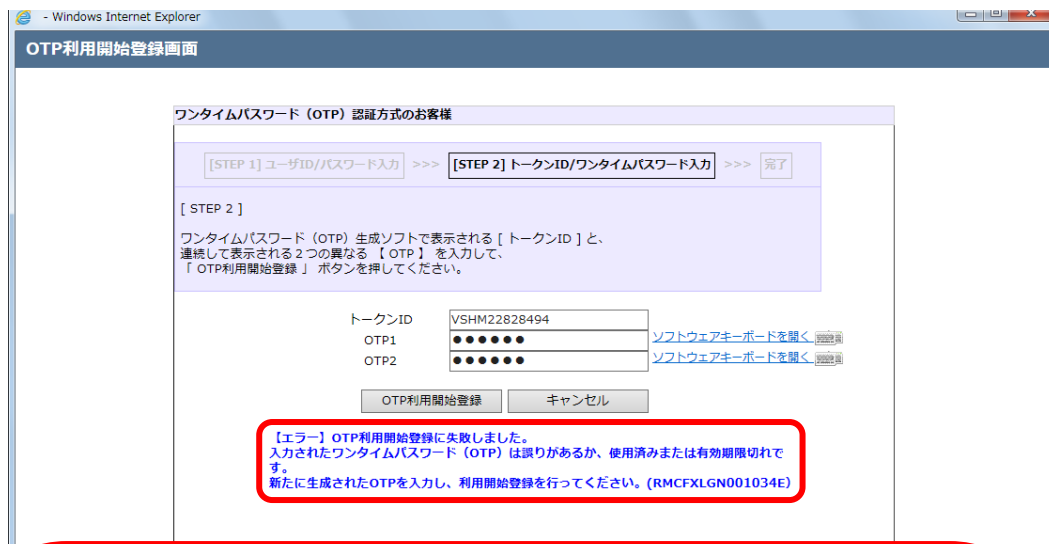 - Windows Internet Explorer
OTP利用開始登録画面
ワンタイムパスワード（OTP）認証方式のお客様
[STEP 1] ユーザID/パスワード入力 >>> [STEP 2] トークンID/ワンタイムパスワード入力 >>> 完了
[ STEP 2 ]
ワンタイムパスワード（OTP）生成ソフトで表示される [ トークンID ] と、
連続して表示される２つの異なる 【 OTP 】 を入力して、
「 OTP利用開始登録 」 ボタンを押してください。
トークンID VSHM22828494
OTP1 ●●●●●● ソフトウェアキーボードを開く
OTP2 ●●●●●● ソフトウェアキーボードを開く
OTP利用開始登録 キャンセル
【エラー】OTP利用開始登録に失敗しました。
入力されたワンタイムパスワード（OTP）は誤りがあるか、使用済みまたは有効期限切れで
す。
新たに生成されたOTPを入力し、利用開始登録を行ってください。(RMCFXLGN001034E)